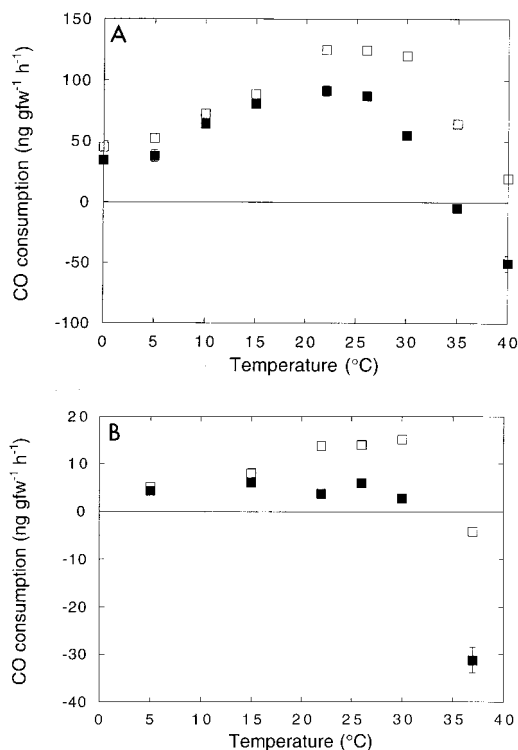 A
150
100
50
0
-50
-100
CO consumption (ng gfw⁻¹ h⁻¹)
0 5 10 15 20 25 30 35 40
Temperature (°C)
B
20
10
0
-10
-20
-30
-40
CO consumption (ng gfw⁻¹ h⁻¹)
0 5 10 15 20 25 30 35 40
Temperature (°C)